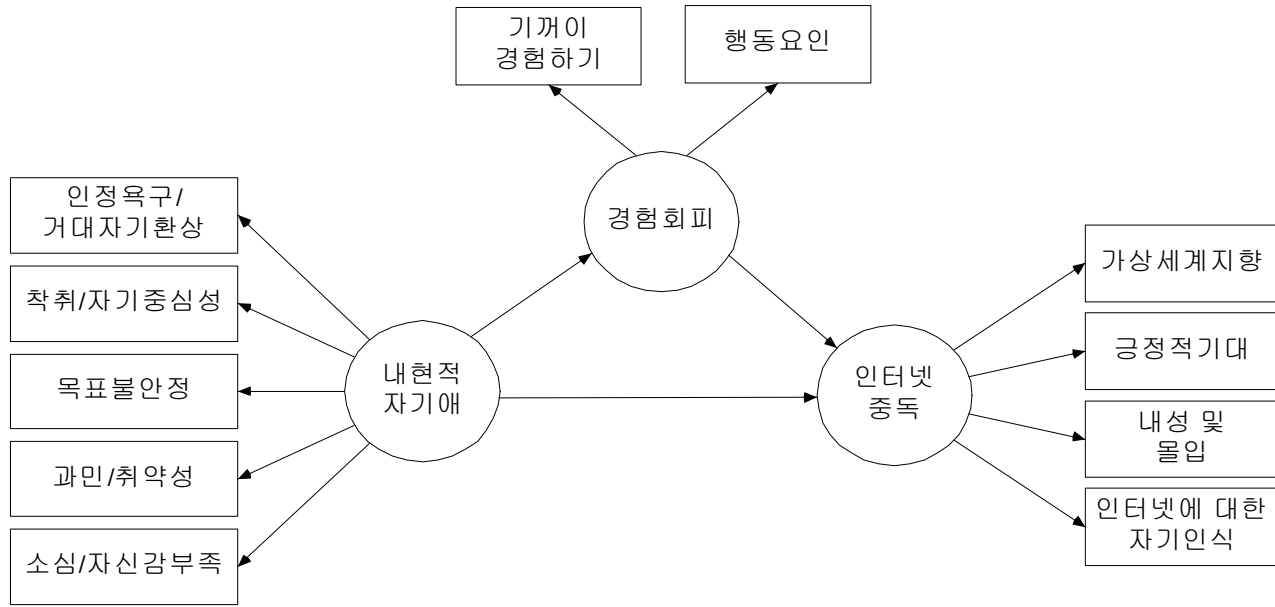 기꺼이
경험하기
행동요인
인정욕구/
거대자기환상
경험회피
가상세계지향
착취/자기중심성
긍정적기대
목표불안정
내현적
자기애
인터넷
중독
내성 및
몰입
과민/취약성
인터넷에 대한
자기인식
소심/자신감부족